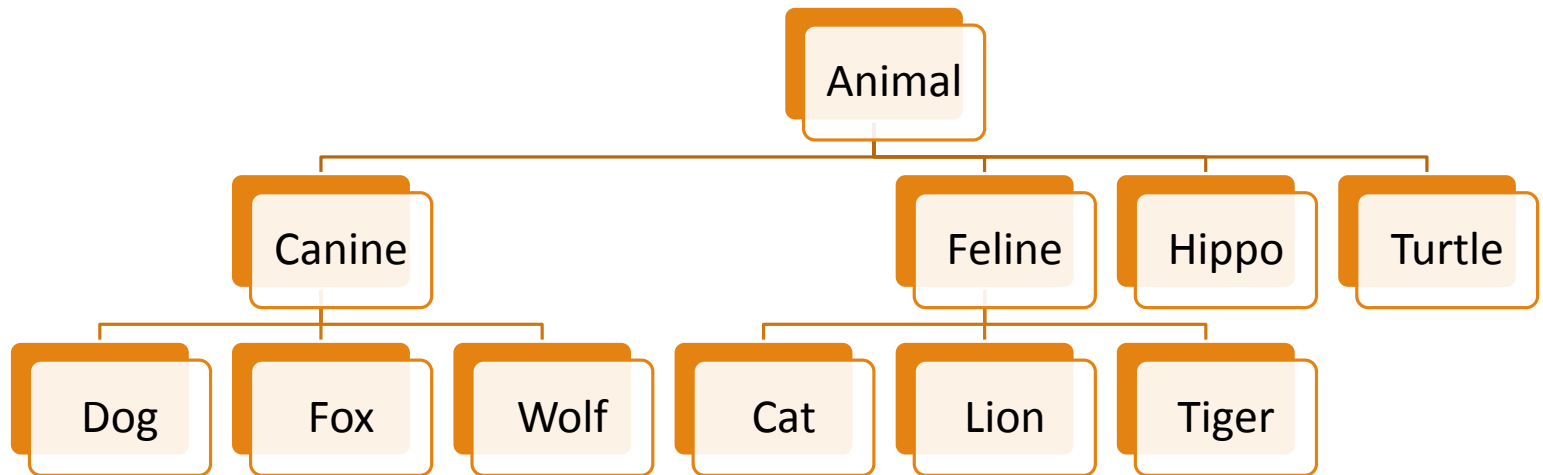 Animal
Canine
Feline
Hippo
Turtle
Dog
Fox
Wolf
Cat
Lion
Tiger